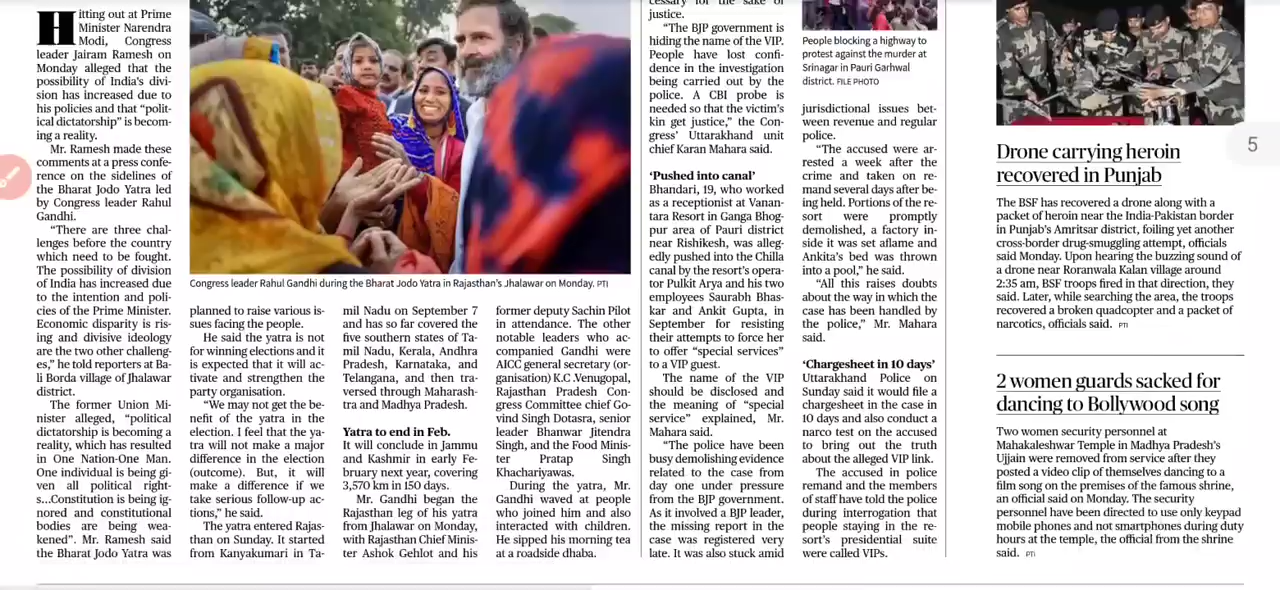 Hitting out at Prime
Minister Narendra
Modi, Congress
leader Jairam Ramesh on
Monday alleged that the
possibility of India's divi-
sion has increased due to
his policies and that “polit-
ical dictatorship” is becom-
ing a reality.
Mr. Ramesh made these
comments at a press confe-
rence on the sidelines of
the Bharat Jodo Yatra led
by Congress leader Rahul
Gandhi.
“There are three chal-
lenges before the country
which need to be fought.
The possibility of division
of India has increased due
to the intention and poli-
cies of the Prime Minister.
Economic disparity is ris-
ing and divisive ideology
are the two other challeng-
es,” he told reporters at Ba-
li Borda village of Jhalawar
district.
The former Union Mi-
nister alleged, “political
dictatorship is becoming a
reality, which has resulted
in One Nation-One Man.
One individual is being gi-
ven all political right-
s...Constitution is being ig-
nored and constitutional
bodies are being wea-
kened”. Mr. Ramesh said
the Bharat Jodo Yatra was
Congress leader Rahul Gandhi during the Bharat Jodo Yatra in Rajasthan's Jhalawar on Monday. PTI
planned to raise various is-
sues facing the people.
He said the yatra is not
for winning elections and it
is expected that it will ac-
tivate and strengthen the
party organisation.
“We may not get the be-
nefit of the yatra in the
election. I feel that the ya-
tra will not make a major
difference in the election
(outcome). But, it will
make a difference if we
take serious follow-up ac-
tions,” he said.
The yatra entered Rajas-
than on Sunday. It started
from Kanyakumari in Ta-
mil Nadu on September 7
and has so far covered the
five southern states of Ta-
mil Nadu, Kerala, Andhra
Pradesh, Karnataka, and
Telangana, and then tra-
versed through Maharash-
tra and Madhya Pradesh.
Yatra to end in Feb.
It will conclude in Jammu
and Kashmir in early Fe-
bruary next year, covering
3,570 km in 150 days.
Mr. Gandhi began the
Rajasthan leg of his yatra
from Jhalawar on Monday,
with Rajasthan Chief Minis-
ter Ashok Gehlot and his
former deputy Sachin Pilot
in attendance. The other
notable leaders who ac-
companied Gandhi were
AICC general secretary (or-
ganisation) K.C .Venugopal,
Rajasthan Pradesh Con-
gress Committee chief Go-
vind Singh Dotasra, senior
leader Bhanwar Jitendra
Singh, and the Food Minis-
ter Pratap Singh
Khachariyawas.
During the yatra, Mr.
Gandhi waved at people
who joined him and also
interacted with children.
He sipped his morning tea
at a roadside dhaba.
cessary for the sake of
justice.
“The BJP government is
hiding the name of the VIP.
People have lost confi-
dence in the investigation
being carried out by the
police. A CBI probe is
needed so that the victim's
kin get justice,” the Con-
gress' Uttarakhand unit
chief Karan Mahara said.
‘Pushed into canal’
Bhandari, 19, who worked
as a receptionist at Vanan-
tara Resort in Ganga Bhog-
pur area of Pauri district
near Rishikesh, was alleg-
edly pushed into the Chilla
canal by the resort's opera-
tor Pulkit Arya and his two
employees Saurabh Bhas-
kar and Ankit Gupta, in
September for resisting
their attempts to force her
to offer “special services”
to a VIP guest.
The name of the VIP
should be disclosed and
the meaning of “special
service” explained, Mr.
Mahara said.
“The police have been
busy demolishing evidence
related to the case from
day one under pressure
from the BJP government.
As it involved a BJP leader,
the missing report in the
case was registered very
late. It was also stuck amid
People blocking a highway to
protest against the murder at
Srinagar in Pauri Garhwal
district. FILE PHOTO
jurisdictional issues bet-
ween revenue and regular
police.
“The accused were ar-
rested a week after the
crime and taken on re-
mand several days after be-
ing held. Portions of the re-
sort were promptly
demolished, a factory in-
side it was set aflame and
Ankita's bed was thrown
into a pool,” he said.
“All this raises doubts
about the way in which the
case has been handled by
the police,” Mr. Mahara
said.
‘Chargesheet in 10 days’
Uttarakhand Police on
Sunday said it would file a
chargesheet in the case in
10 days and also conduct a
narco test on the accused
to bring out the truth
about the alleged VIP link.
The accused in police
remand and the members
of staff have told the police
during interrogation that
people staying in the re-
sort's presidential suite
were called VIPs.
5
Drone carrying heroin
recovered in Punjab
The BSF has recovered a drone along with a
packet of heroin near the India-Pakistan border
in Punjab's Amritsar district, foiling yet another
cross-border drug-smuggling attempt, officials
said Monday. Upon hearing the buzzing sound of
a drone near Roranwala Kalan village around
2:35 am, BSF troops fired in that direction, they
said. Later, while searching the area, the troops
recovered a broken quadcopter and a packet of
narcotics, officials said. PTI
2 women guards sacked for
dancing to Bollywood song
Two women security personnel at
Mahakaleshwar Temple in Madhya Pradesh's
Ujjain were removed from service after they
posted a video clip of themselves dancing to a
film song on the premises of the famous shrine,
an official said on Monday. The security
personnel have been directed to use only keypad
mobile phones and not smartphones during duty
hours at the temple, the official from the shrine
said. PTI